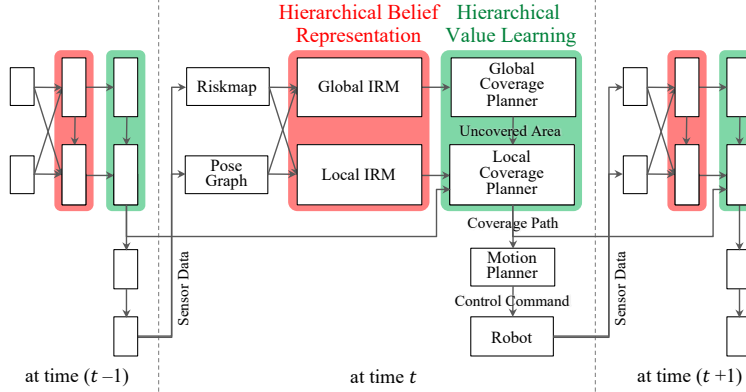 Hierarchical Belief
Representation
Hierarchical
Value Learning
Riskmap
Global IRM
Global
Coverage
Planner
Uncovered Area
Pose
Graph
Local IRM
Local
Coverage
Planner
Coverage Path
Sensor Data
Motion
Planner
Sensor Data
Control Command
Robot
at time (t –1)
at time t
at time (t +1)